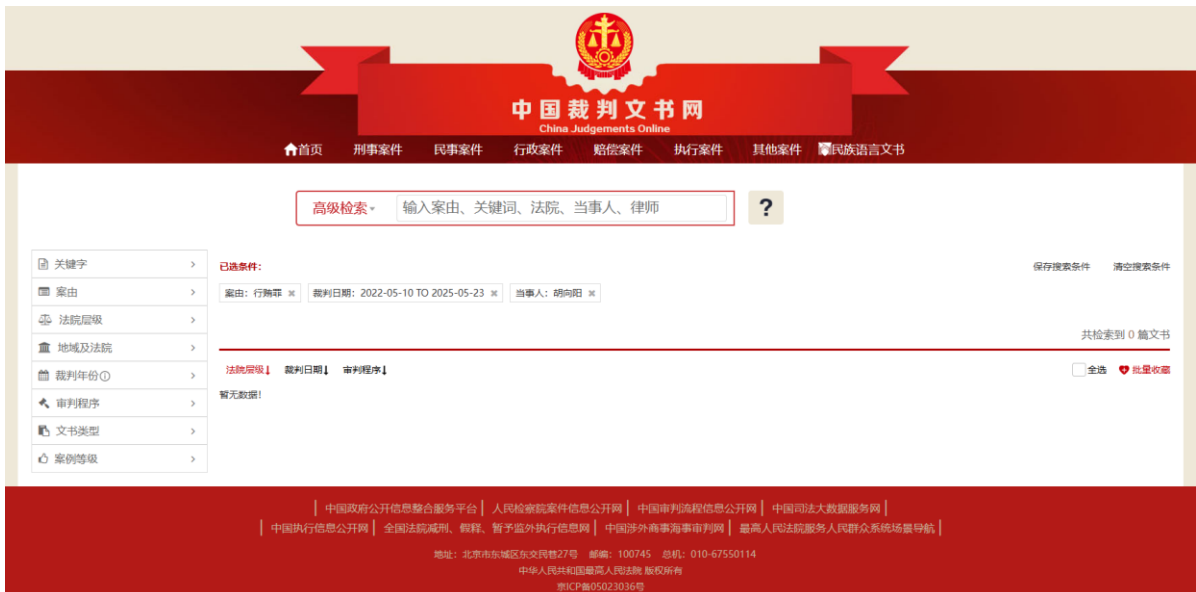 中国裁判文书网
China Judgements Online
首页 刑事案件 民事案件 行政案件 赔偿案件 执行案件 其他案件 民族语言文书
高级检索 输入案由、关键词、法院、当事人、律师 ?
关键字
案由
法院层级
地域及法院
裁判年份
审判程序
文书类型
案例等级
已选条件: 保存搜索条件 清空搜索条件
案由: 行贿罪 × 裁判日期: 2022-05-10 TO 2025-05-23 × 当事人: 胡向阳 ×
共检索到 0 篇文书
法院层级↓ 裁判日期↓ 审判程序↓ 全选 批量收藏
暂无数据!
| 中国政府公开信息整合服务平台 | 人民检察院案件信息公开网 | 中国审判流程信息公开网 | 中国司法大数据服务网 |
| 中国执行信息公开网 | 全国法院减刑、假释、暂予监外执行信息网 | 中国涉外商事海事审判网 | 最高人民法院服务人民群众系统场景导航 |
地址: 北京市东城区东交民巷27号 邮编: 100745 总机: 010-67550114
中华人民共和国最高人民法院 版权所有
京ICP备05023036号